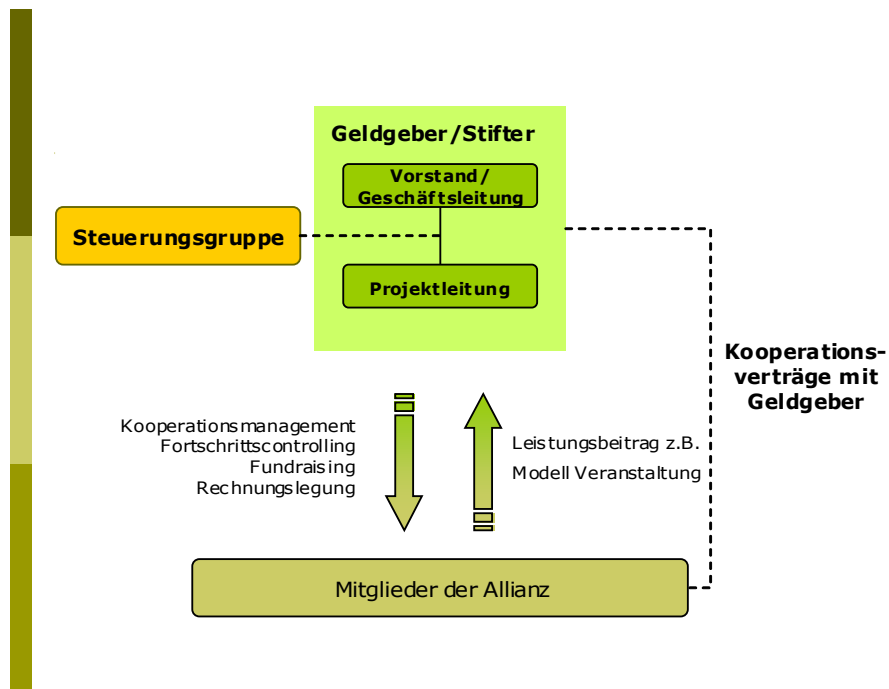 Geldgeber/Stifter
Vorstand/
Geschäftsleitung
Steuerungsgruppe
Projektleitung
Kooperations-
verträge mit
Geldgeber
Kooperationsmanagement
Fortschrittscontrolling
Fundraising
Rechnungslegung
Leistungsbeitrag z.B.
Modell Veranstaltung
Mitglieder der Allianz